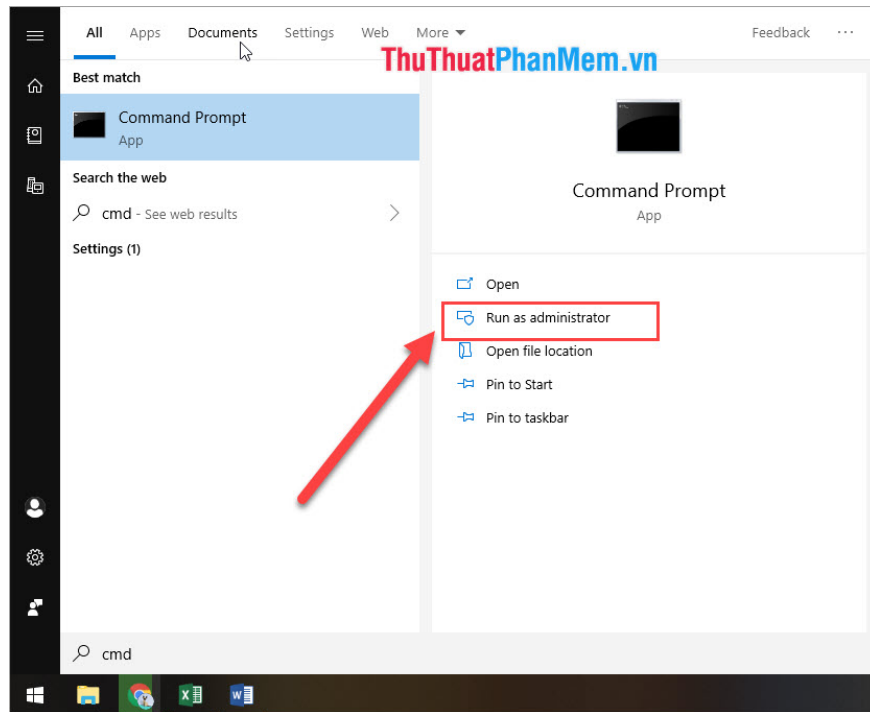 All Apps Documents Settings Web More Feedback ...
ThuThuatPhanMem.vn
Best match
Command Prompt
App
Search the web
cmd - See web results
Settings (1)
Command Prompt
App
Open
Run as administrator
Open file location
Pin to Start
Pin to taskbar
cmd